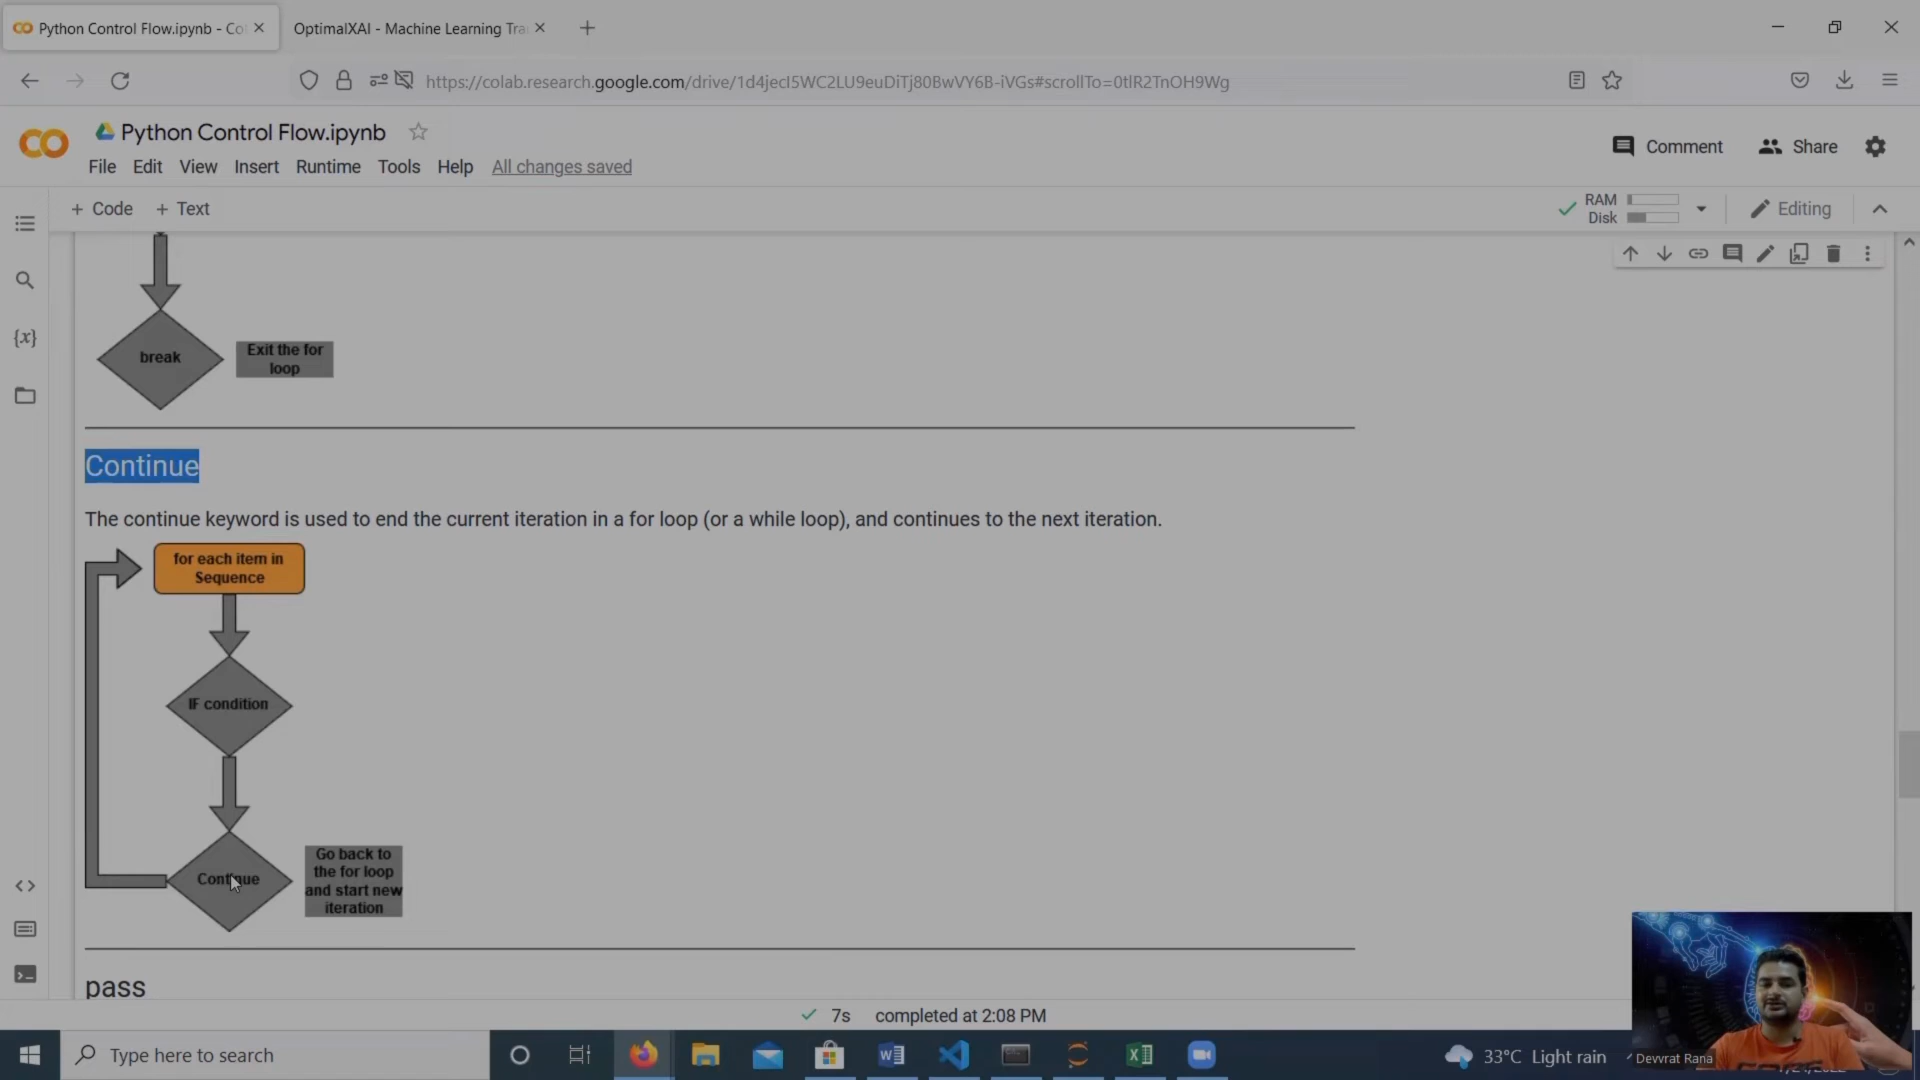 Python Control Flow.ipynb - Co
OptimalXAI - Machine Learning Tra
https://colab.research.google.com/drive/1d4jecI5WC2LU9euDiTj80BwVY6B-iVGs#scrollTo=0tlR2TnOH9Wg
Python Control Flow.ipynb
Comment
Share
File Edit View Insert Runtime Tools Help All changes saved
+ Code + Text
RAM
Disk
Editing
break
Exit the for
loop
Continue
The continue keyword is used to end the current iteration in a for loop (or a while loop), and continues to the next iteration.
for each item in
Sequence
IF condition
Continue
Go back to
the for loop
and start new
iteration
pass
7s completed at 2:08 PM
Type here to search
33°C Light rain
Devvrat Rana